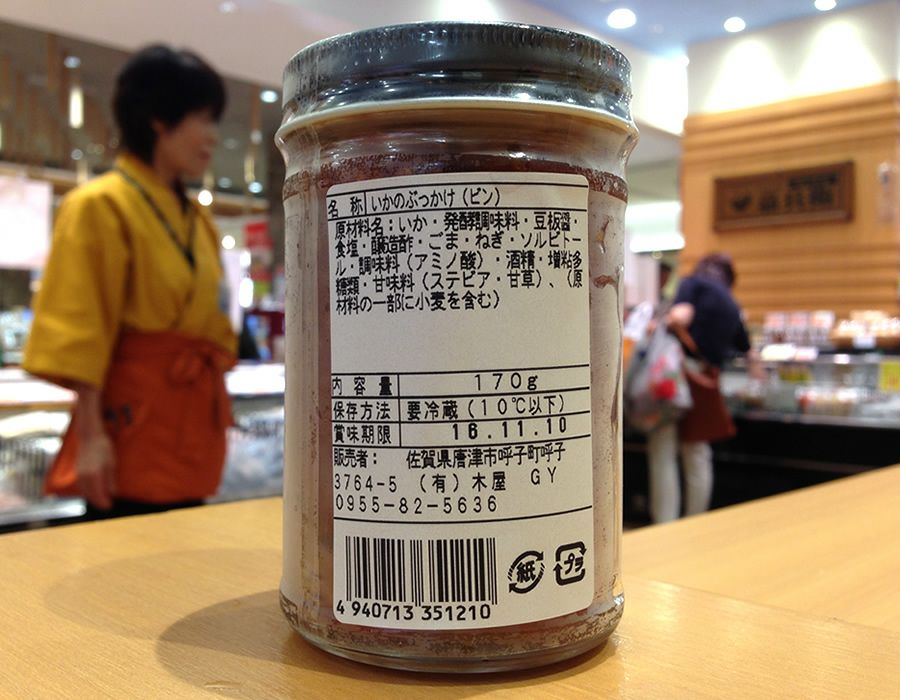 名 称 いかのぶっかけ（ビン）
原材料名：いか・発酵調味料・豆板醤・
食塩・醸造酢・ごま・ねぎ・ソルビトー
ル・調味料（アミノ酸）・酒精・増粘多
糖類・甘味料（ステビア・甘草）、（原
材料の一部に小麦を含む）
内 容 量 170g
保存方法 要冷蔵（10℃以下）
賞味期限 16.11.10
販売者： 佐賀県唐津市呼子町呼子
3764-5 （有）木屋 GY
0955-82-5636
紙 プラ
4 940713 351210